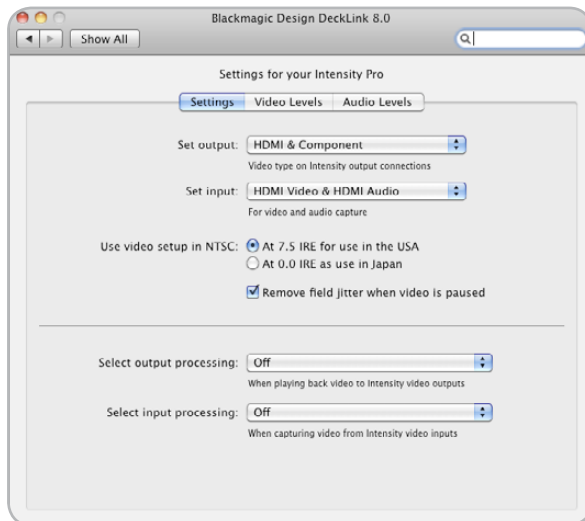 Blackmagic Design DeckLink 8.0
Show All
Settings for your Intensity Pro
Settings Video Levels Audio Levels
Set output: HDMI & Component
Video type on Intensity output connections
Set input: HDMI Video & HDMI Audio
For video and audio capture
Use video setup in NTSC: At 7.5 IRE for use in the USA
At 0.0 IRE as use in Japan
Remove field jitter when video is paused
Select output processing: Off
When playing back video to Intensity video outputs
Select input processing: Off
When capturing video from Intensity video inputs